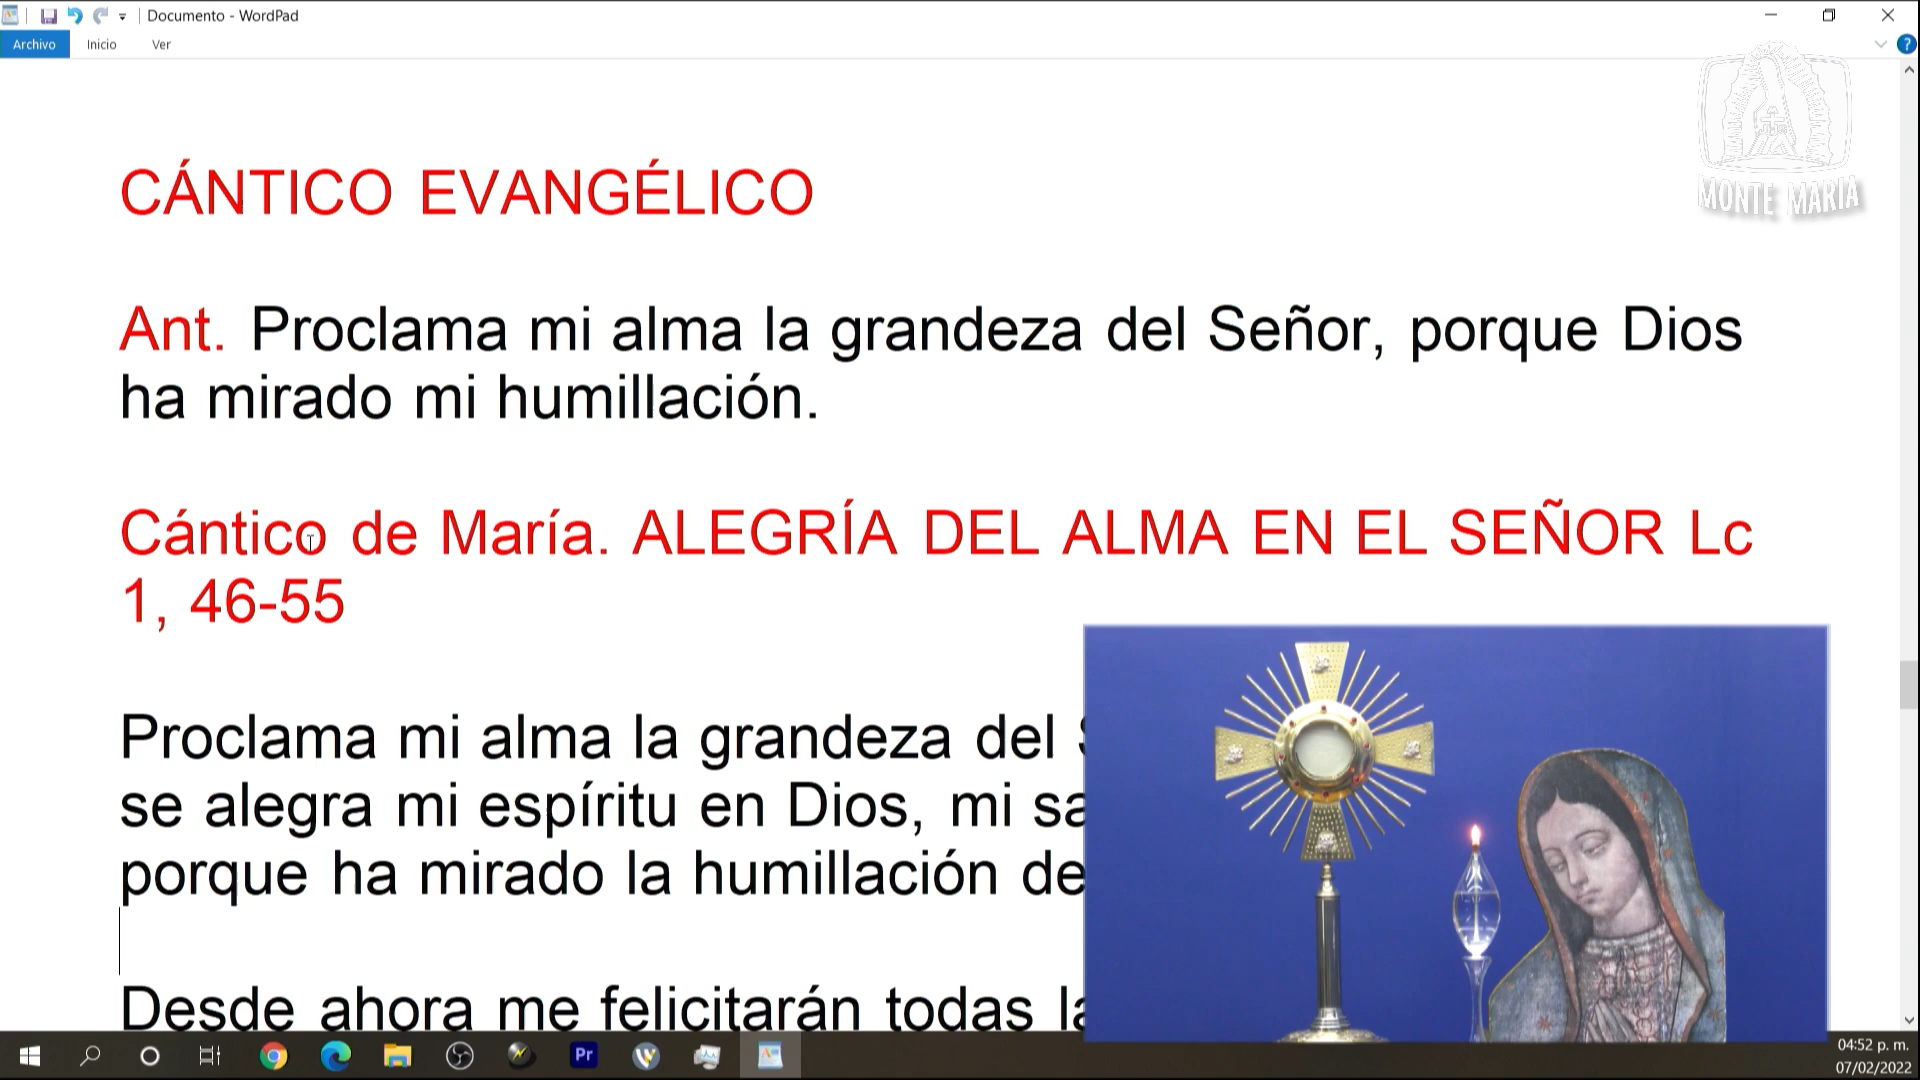 Documento - WordPad
Archivo Inicio Ver
MONTE MARIA
CÁNTICO EVANGÉLICO
Ant. Proclama mi alma la grandeza del Señor, porque Dios
ha mirado mi humillación.
Cántico de María. ALEGRÍA DEL ALMA EN EL SEÑOR Lc
1, 46-55
Proclama mi alma la grandeza del
se alegra mi espíritu en Dios, mi
porque ha mirado la humillación de
Desde ahora me felicitarán todas
Pr
04:52 p. m.
07/02/2022